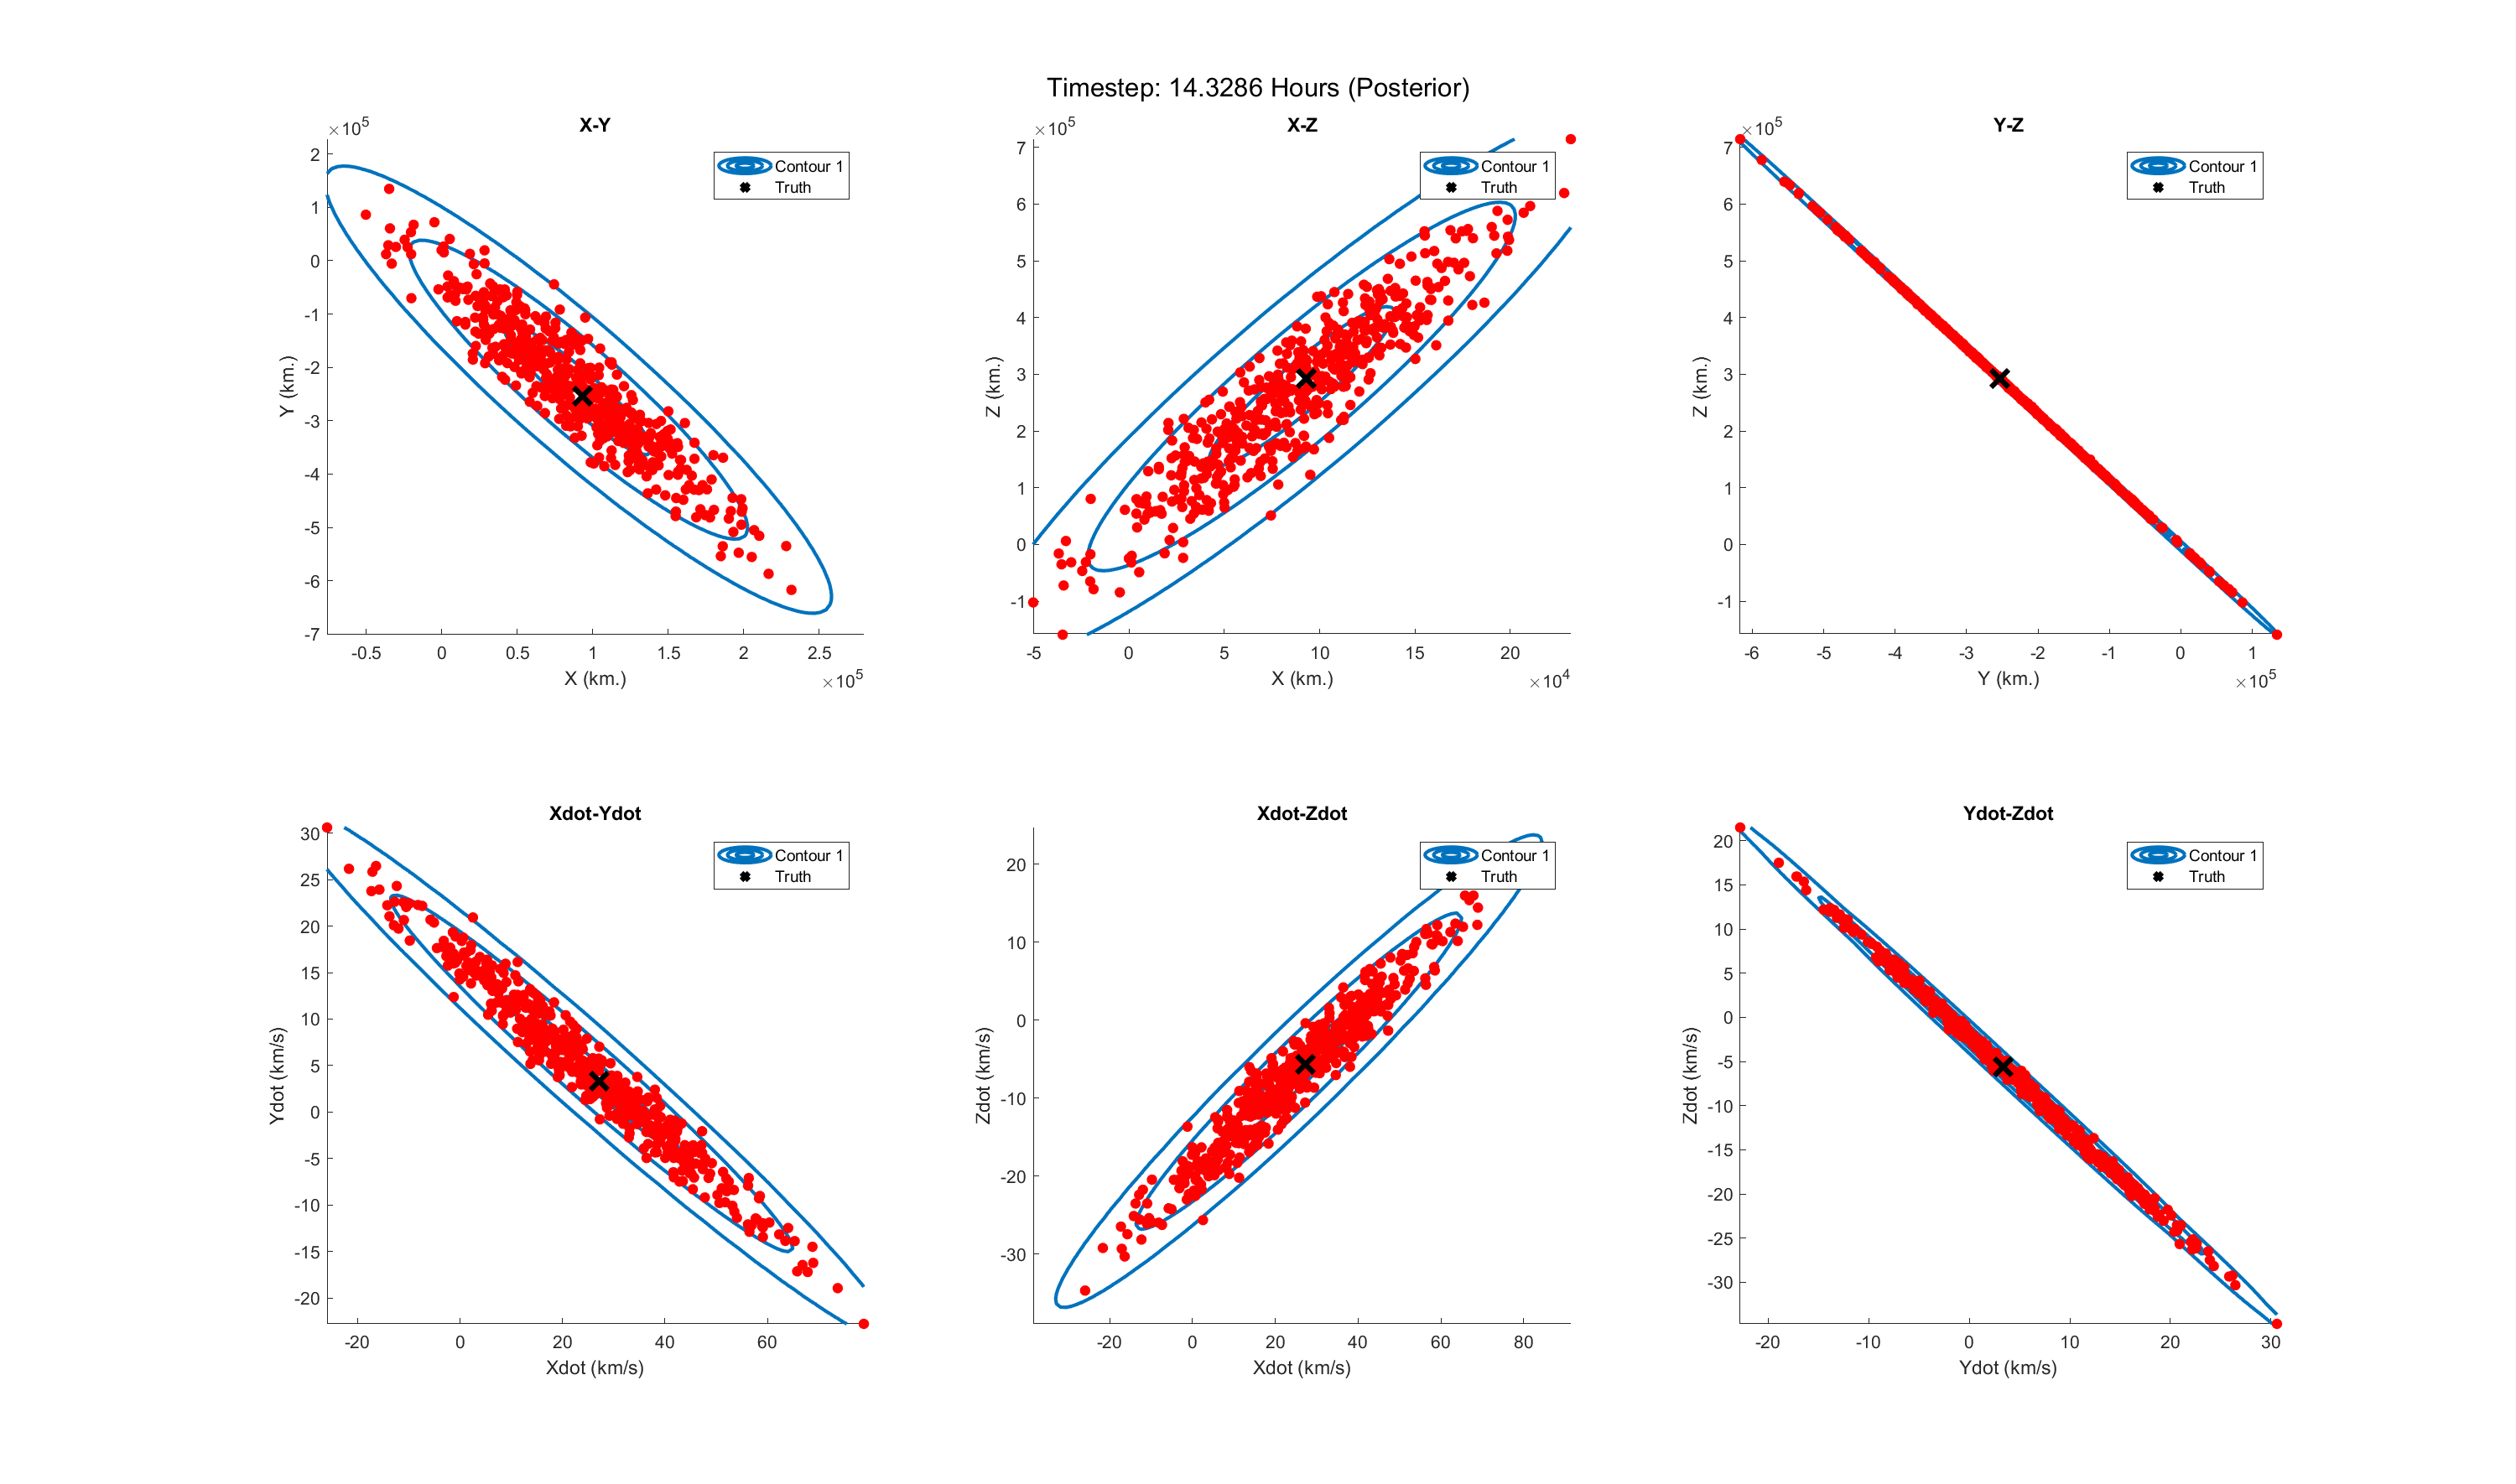 Timestep: 14.3286 Hours (Posterior)
X-Y
×10^5
2
1
0
-1
-2
-3
-4
-5
-6
-7
Y (km.)
-0.5 0 0.5 1 1.5 2 2.5
X (km.)
×10^5
Contour 1
Truth
X-Z
×10^5
7
6
5
4
3
2
1
0
-1
Z (km.)
-5 0 5 10 15 20
X (km.)
×10^4
Contour 1
Truth
Y-Z
×10^5
7
6
5
4
3
2
1
0
-1
Z (km.)
-6 -5 -4 -3 -2 -1 0 1
Y (km.)
×10^5
Contour 1
Truth
Xdot-Ydot
30
25
20
15
10
5
0
-5
-10
-15
-20
Ydot (km/s)
-20 0 20 40 60
Xdot (km/s)
Contour 1
Truth
Xdot-Zdot
20
10
0
-10
-20
-30
Zdot (km/s)
-20 0 20 40 60 80
Xdot (km/s)
Contour 1
Truth
Ydot-Zdot
20
15
10
5
0
-5
-10
-15
-20
-25
-30
Zdot (km/s)
-20 -10 0 10 20 30
Ydot (km/s)
Contour 1
Truth